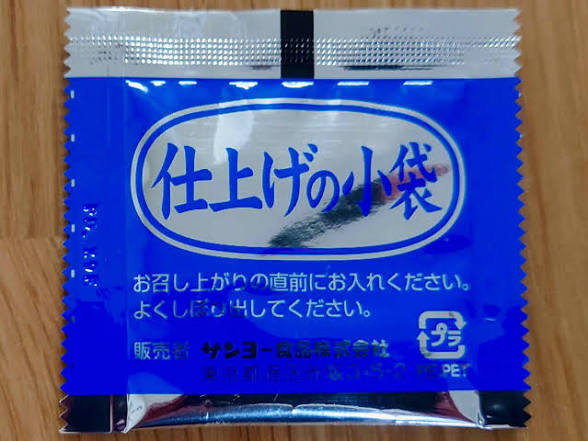 仕上げの小袋
お召し上がりの直前にお入れください。
よくしぼり出してください。
販売者 サンヨー食品株式会社
プラ
PE,PET